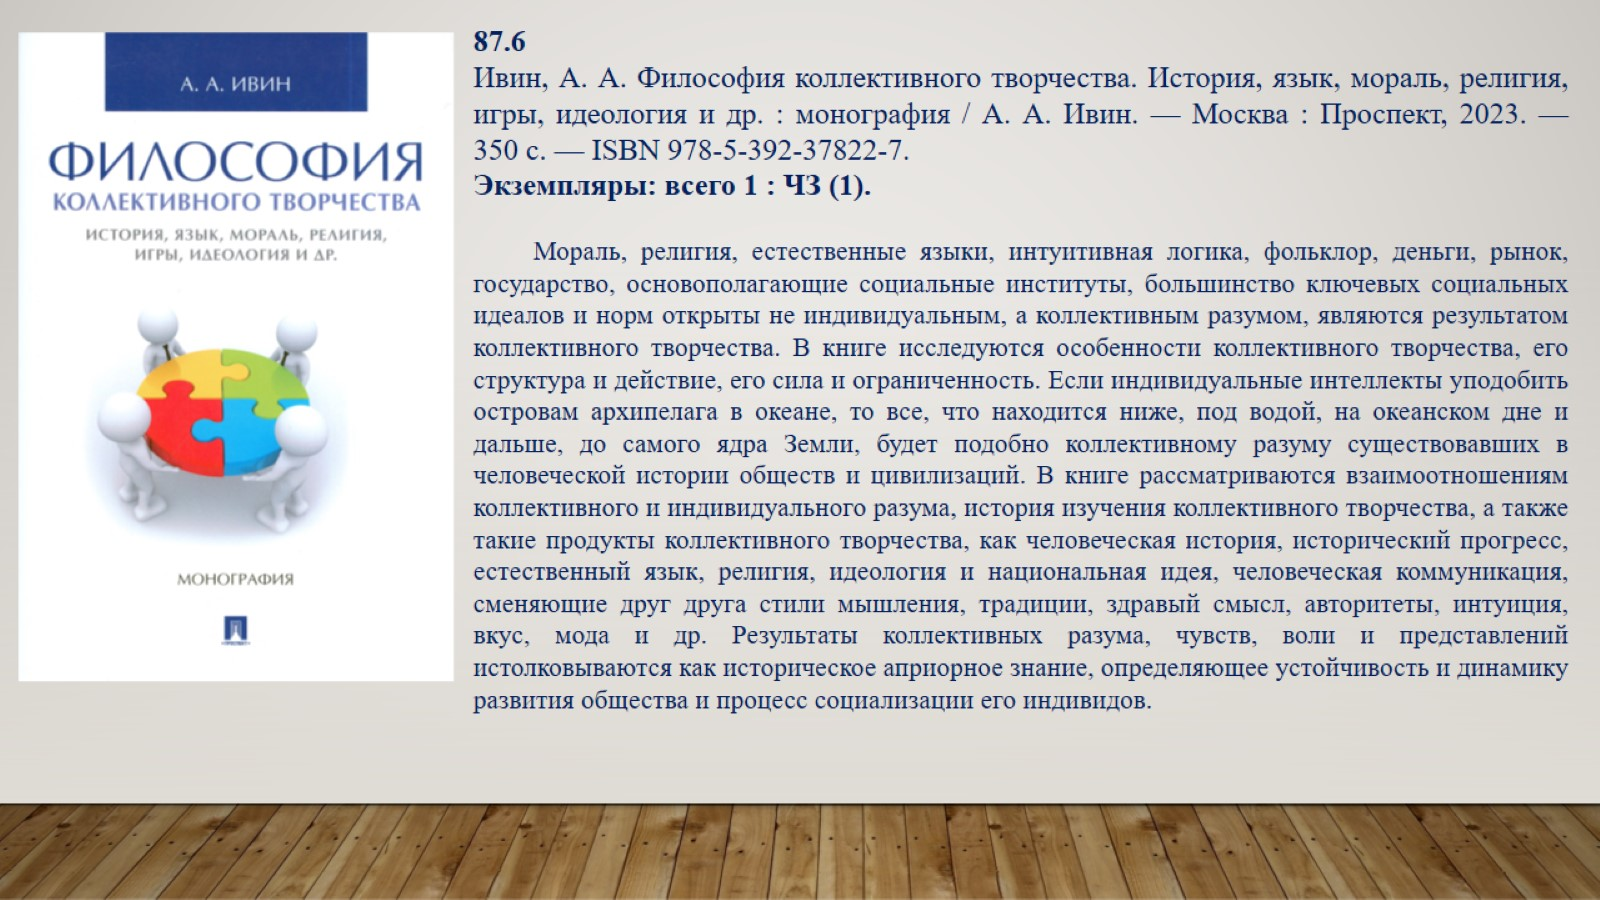 А. А. ИВИН
ФИЛОСОФИЯ
КОЛЛЕКТИВНОГО ТВОРЧЕСТВА
ИСТОРИЯ, ЯЗЫК, МОРАЛЬ, РЕЛИГИЯ,
ИГРЫ, ИДЕОЛОГИЯ И ДР.
МОНОГРАФИЯ
87.6
Ивин, А. А. Философия коллективного творчества. История, язык, мораль, религия,
игры, идеология и др. : монография / А. А. Ивин. — Москва : Проспект, 2023. —
350 с. — ISBN 978-5-392-37822-7.
Экземпляры: всего 1 : ЧЗ (1).
Мораль, религия, естественные языки, интуитивная логика, фольклор, деньги, рынок,
государство, основополагающие социальные институты, большинство ключевых социальных
идеалов и норм открыты не индивидуальным, а коллективным разумом, являются результатом
коллективного творчества. В книге исследуются особенности коллективного творчества, его
структура и действие, его сила и ограниченность. Если индивидуальные интеллекты уподобить
островам архипелага в океане, то все, что находится ниже, под водой, на океанском дне и
дальше, до самого ядра Земли, будет подобно коллективному разуму существовавших в
человеческой истории обществ и цивилизаций. В книге рассматриваются взаимоотношениям
коллективного и индивидуального разума, история изучения коллективного творчества, а также
такие продукты коллективного творчества, как человеческая история, исторический прогресс,
естественный язык, религия, идеология и национальная идея, человеческая коммуникация,
сменяющие друг друга стили мышления, традиции, здравый смысл, авторитеты, интуиция,
вкус, мода и др. Результаты коллективных разума, чувств, воли и представлений
истолковываются как историческое априорное знание, определяющее устойчивость и динамику
развития общества и процесс социализации его индивидов.